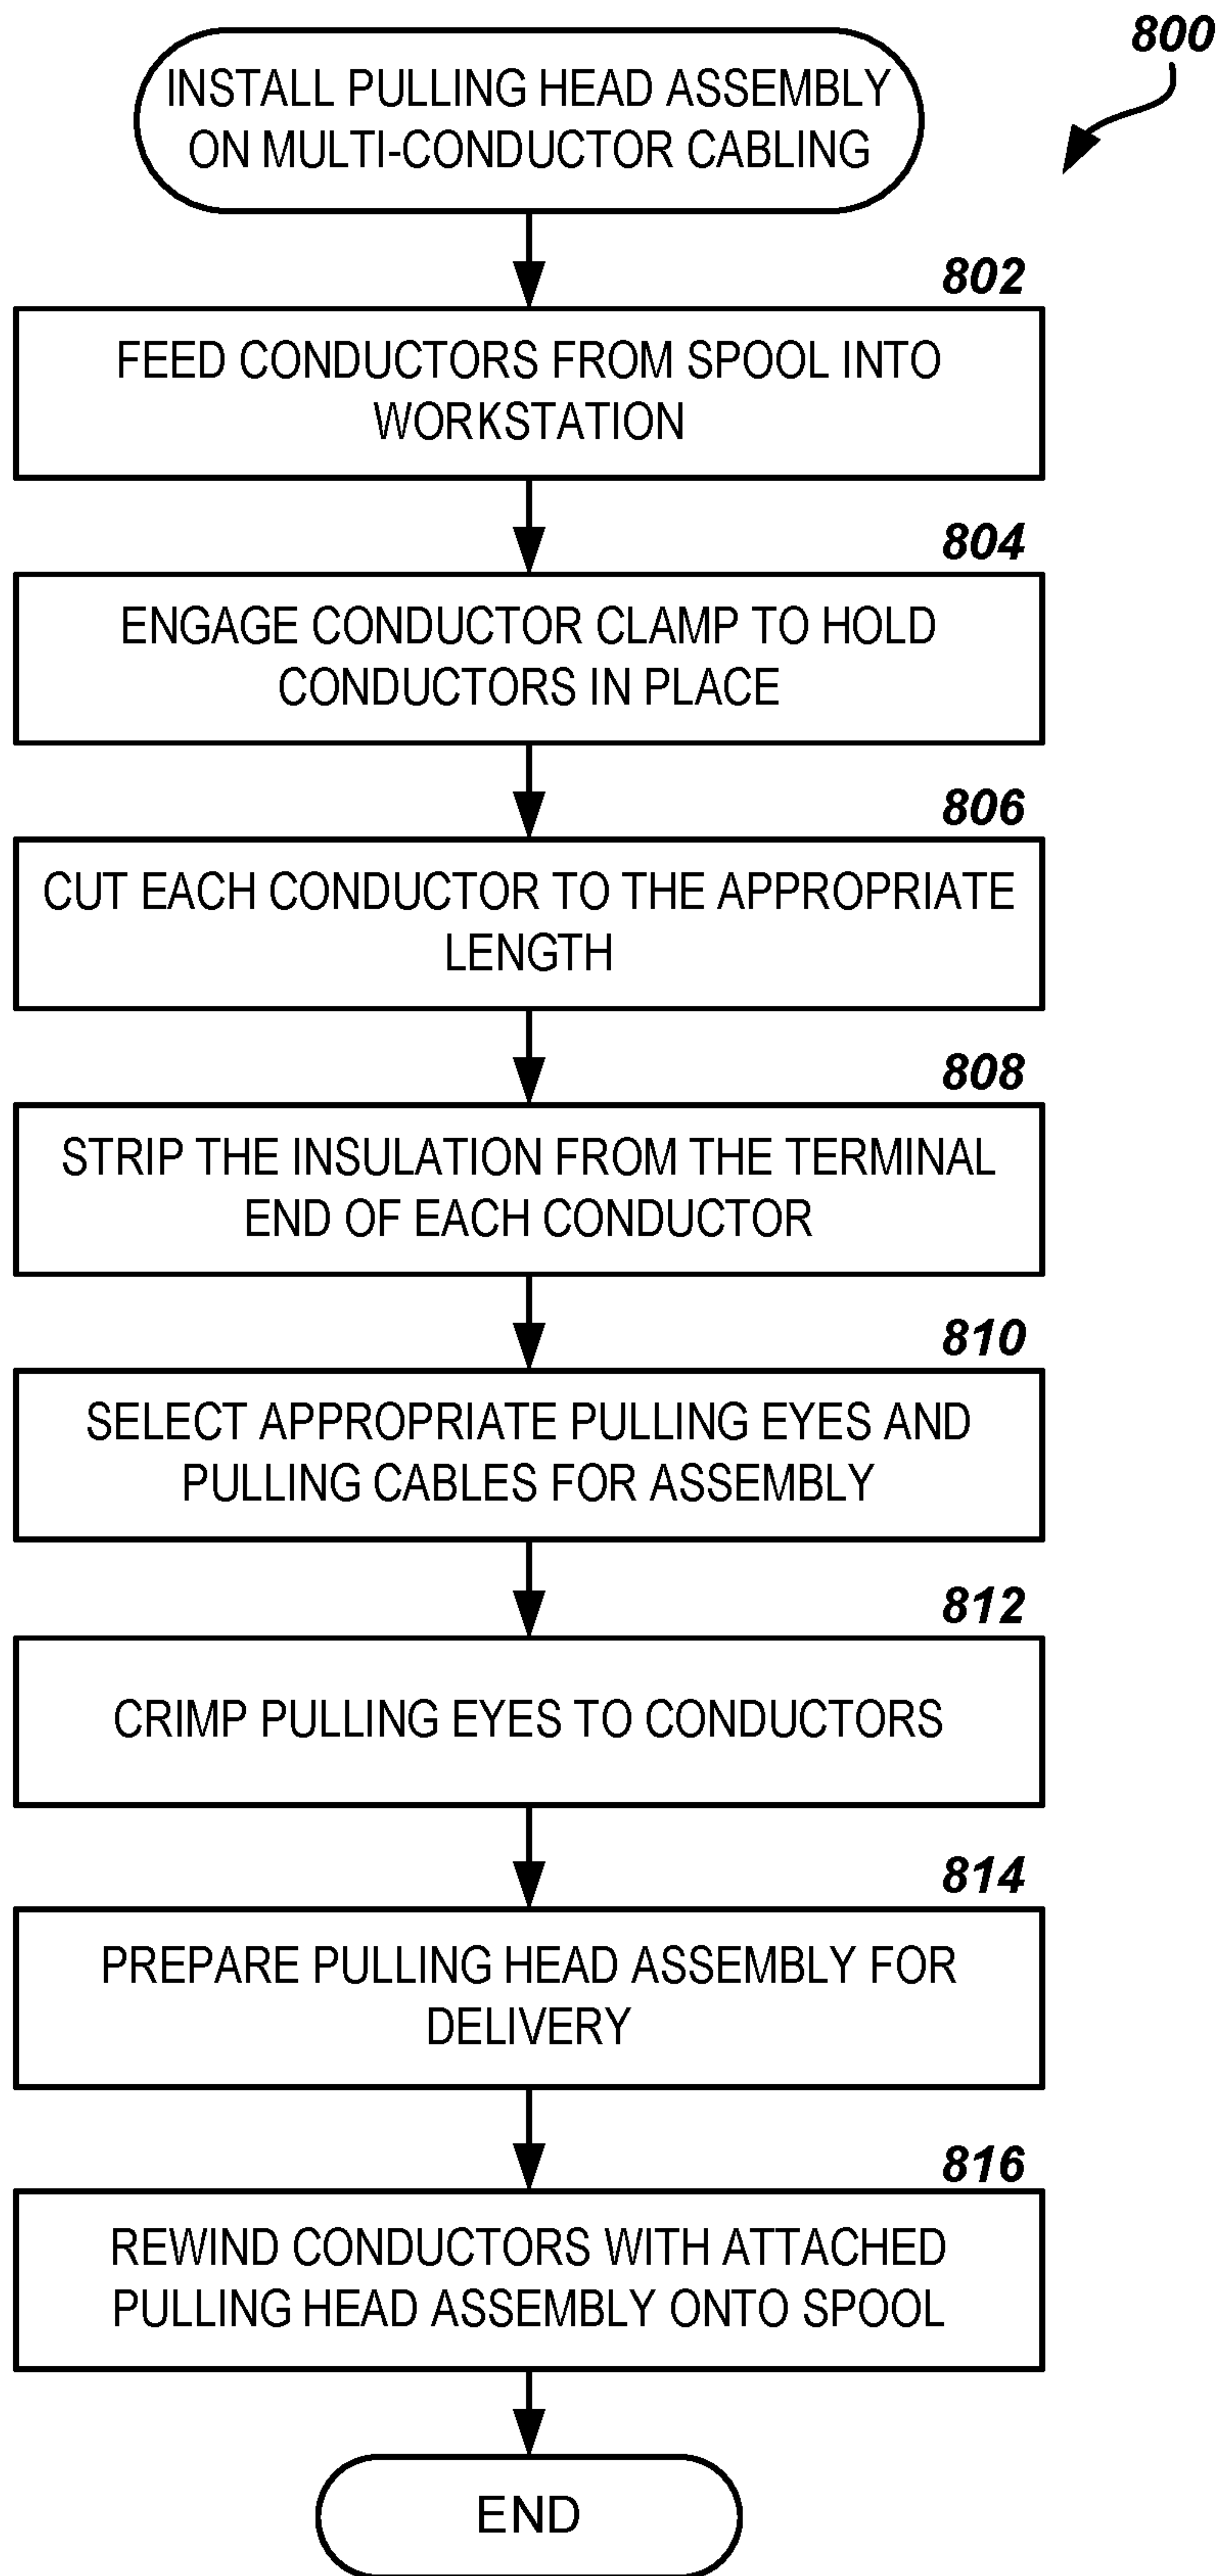 800
INSTALL PULLING HEAD ASSEMBLY
ON MULTI-CONDUCTOR CABLING
802
FEED CONDUCTORS FROM SPOOL INTO
WORKSTATION
804
ENGAGE CONDUCTOR CLAMP TO HOLD
CONDUCTORS IN PLACE
806
CUT EACH CONDUCTOR TO THE APPROPRIATE
LENGTH
808
STRIP THE INSULATION FROM THE TERMINAL
END OF EACH CONDUCTOR
810
SELECT APPROPRIATE PULLING EYES AND
PULLING CABLES FOR ASSEMBLY
812
CRIMP PULLING EYES TO CONDUCTORS
814
PREPARE PULLING HEAD ASSEMBLY FOR
DELIVERY
816
REWIND CONDUCTORS WITH ATTACHED
PULLING HEAD ASSEMBLY ONTO SPOOL
END